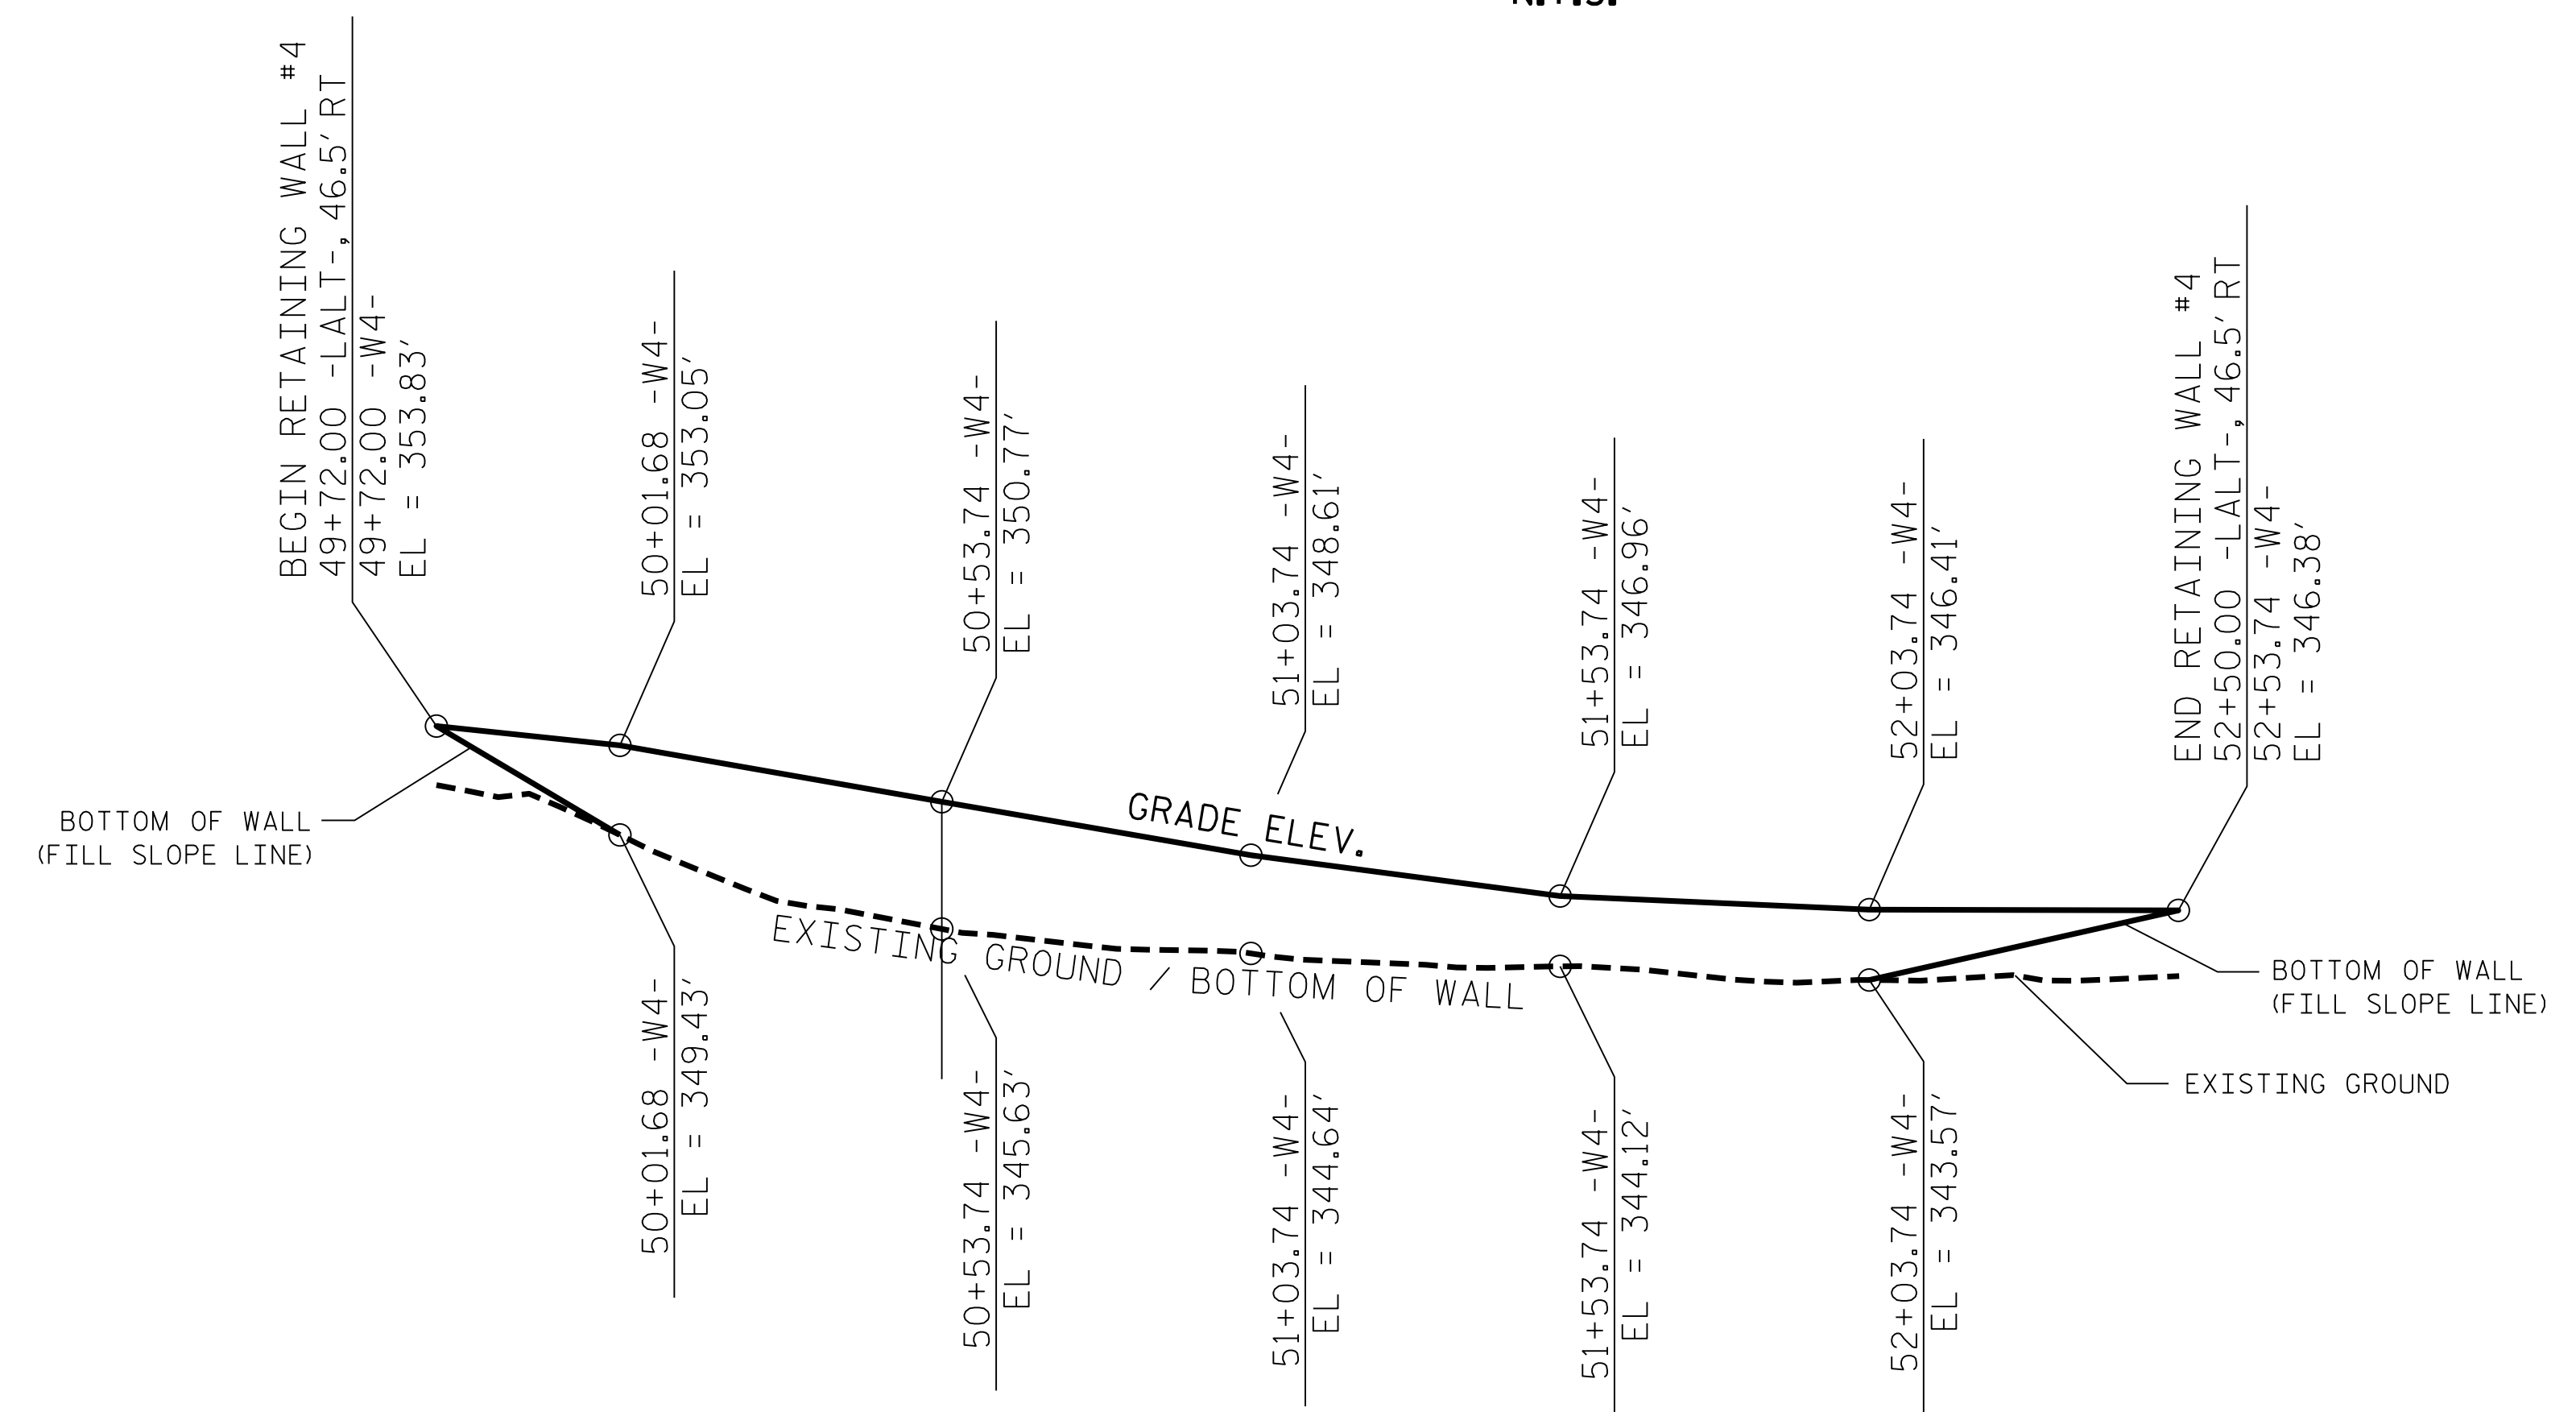 BEGIN RETAINING WALL #4
49+72.00 -LALT-, 46.5' RT
49+72.00 -W4-
EL = 353.83'
50+01.68 -W4-
EL = 353.05'
50+53.74 -W4-
EL = 350.77'
51+03.74 -W4-
EL = 348.61'
51+53.74 -W4-
EL = 346.96'
52+03.74 -W4-
EL = 346.41'
END RETAINING WALL #4
52+50.00 -LALT-, 46.5' RT
52+53.74 -W4-
EL = 346.38'
GRADE ELEV.
BOTTOM OF WALL
(FILL SLOPE LINE)
EXISTING GROUND / BOTTOM OF WALL
BOTTOM OF WALL
(FILL SLOPE LINE)
EXISTING GROUND
50+01.68 -W4-
EL = 349.43'
50+53.74 -W4-
EL = 345.63'
51+03.74 -W4-
EL = 344.64'
51+53.74 -W4-
EL = 344.12'
52+03.74 -W4-
EL = 343.57'